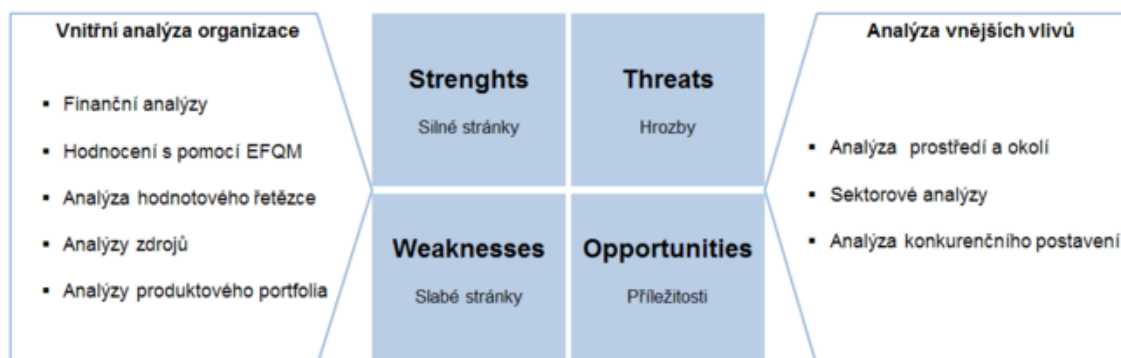 Vnitřní analýza organizace
▪ Finanční analýzy
▪ Hodnocení s pomocí EFQM
▪ Analýza hodnotového řetězce
▪ Analýzy zdrojů
▪ Analýzy produktového portfolia
Strenghts
Silné stránky
Threats
Hrozby
Weaknesses
Slabé stránky
Opportunities
Příležitosti
Analýza vnějších vlivů
▪ Analýza prostředí a okolí
▪ Sektorové analýzy
▪ Analýza konkurenčního postavení